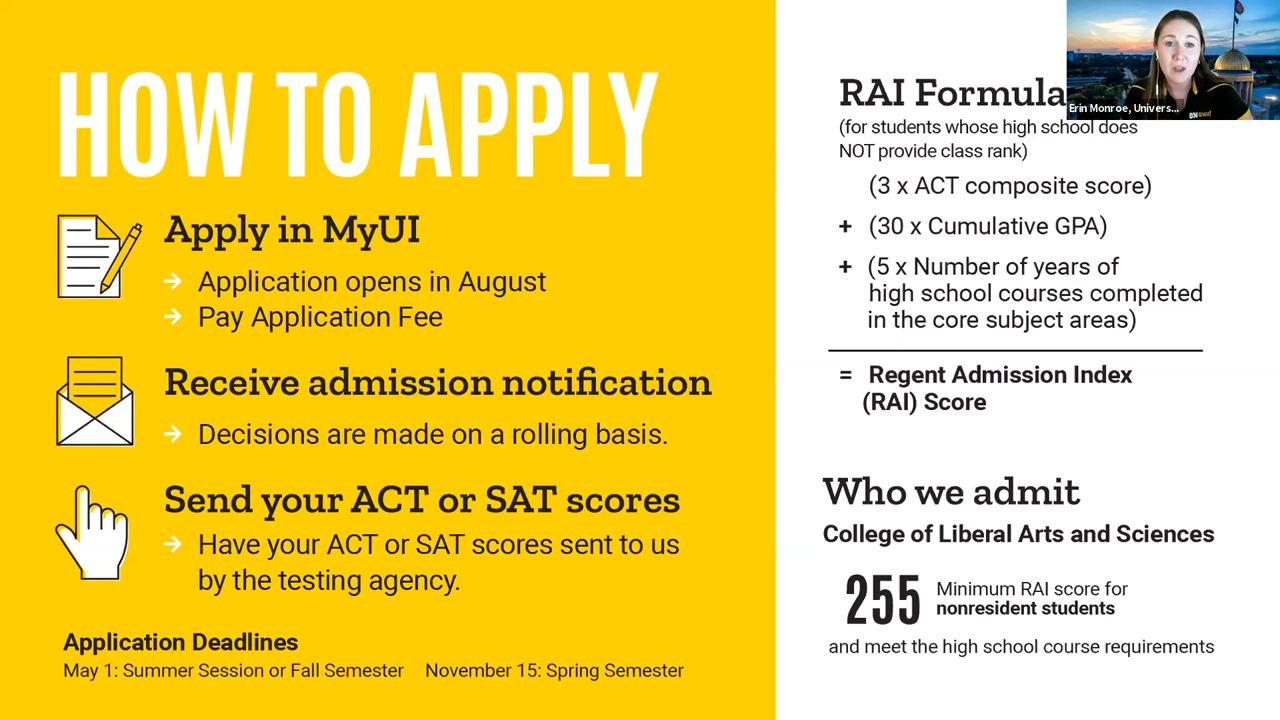 HOW TO APPLY
Apply in MyUI
→ Application opens in August
→ Pay Application Fee
Receive admission notification
→ Decisions are made on a rolling basis.
Send your ACT or SAT scores
→ Have your ACT or SAT scores sent to us
by the testing agency.
Application Deadlines
May 1: Summer Session or Fall Semester November 15: Spring Semester
RAI Formula
(for students whose high school does
NOT provide class rank)
(3 x ACT composite score)
+ (30 x Cumulative GPA)
+ (5 x Number of years of
high school courses completed
in the core subject areas)
= Regent Admission Index
(RAI) Score
Who we admit
College of Liberal Arts and Sciences
255 Minimum RAI score for
nonresident students
and meet the high school course requirements
Erin Monroe, Univers...